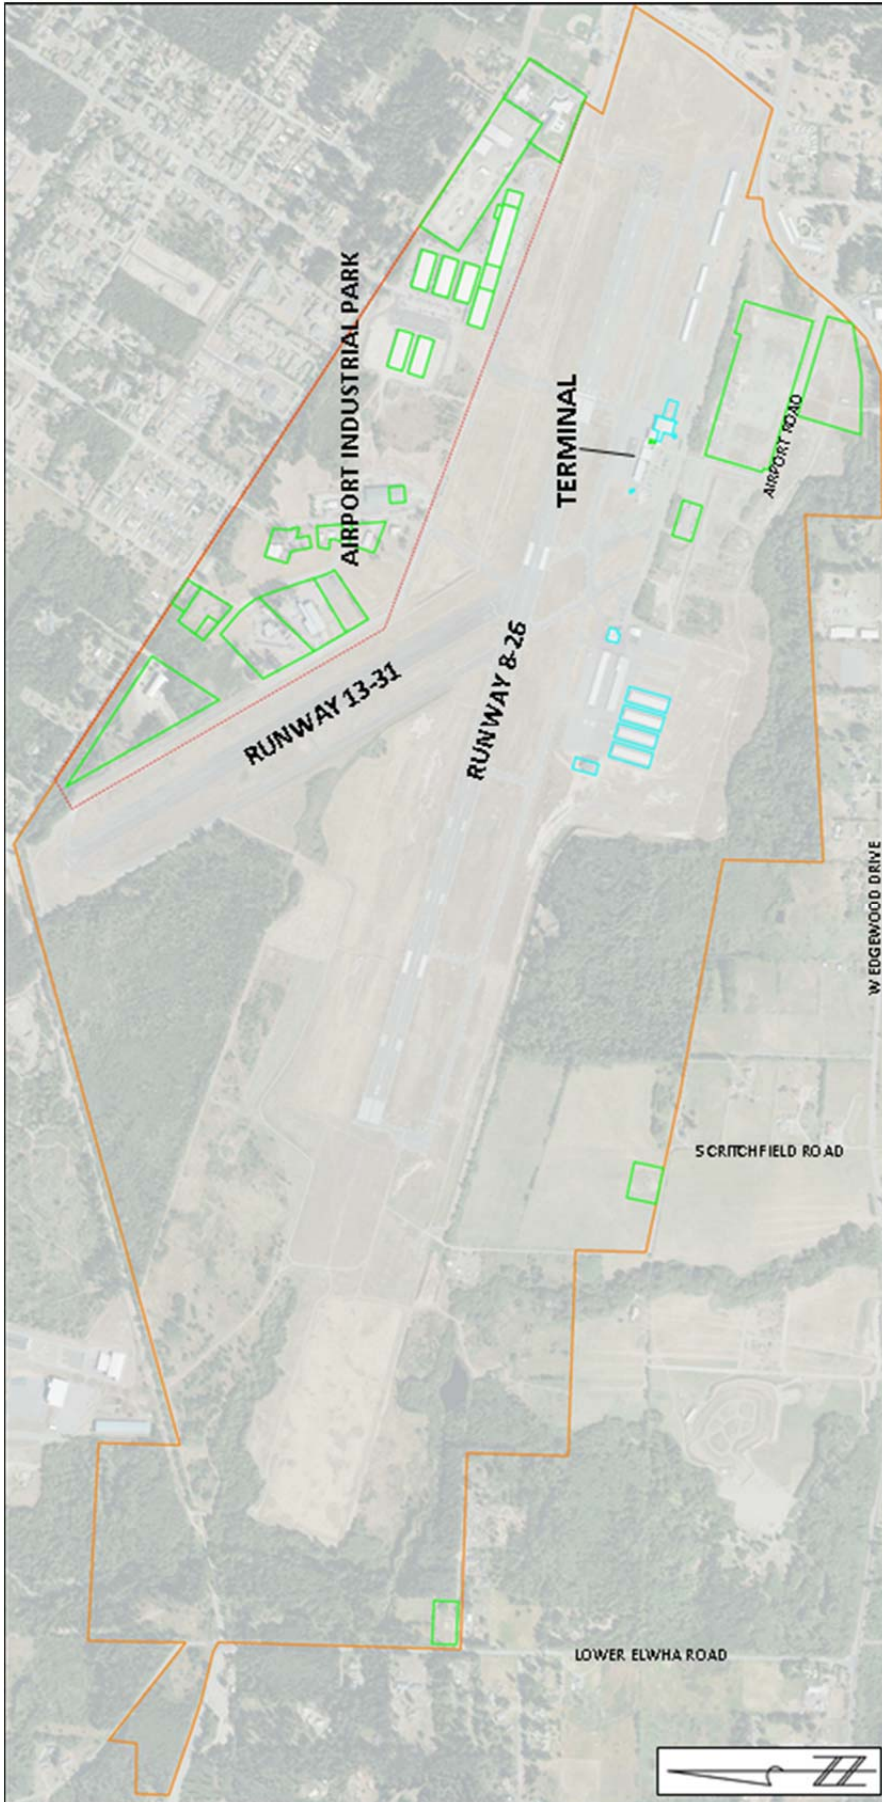 AIRPORT INDUSTRIAL PARK
TERMINAL
AIRPORT ROAD
RUNWAY 13-31
RUNWAY 8-26
W EDGEWOOD DRIVE
SCRITCHFIELD ROAD
LOWER ELWHA ROAD